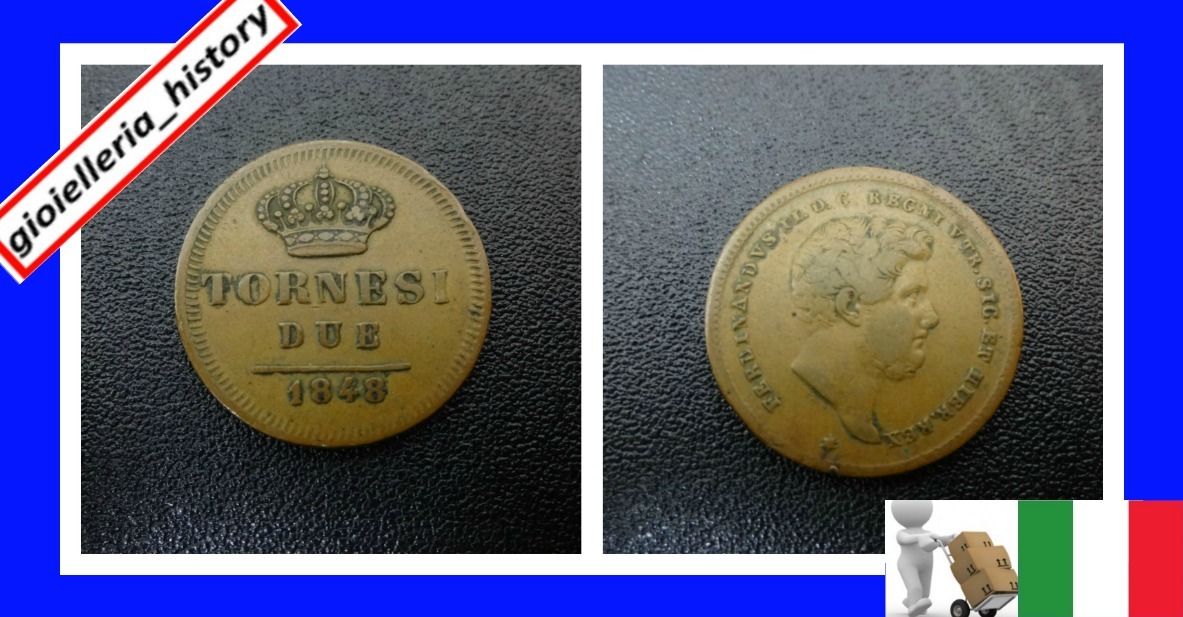 gioielleria_history
TORNESI
DUE
1848
FERDINANDVS II. D. G. REGNI VTR. SIC. ET HIER. REX